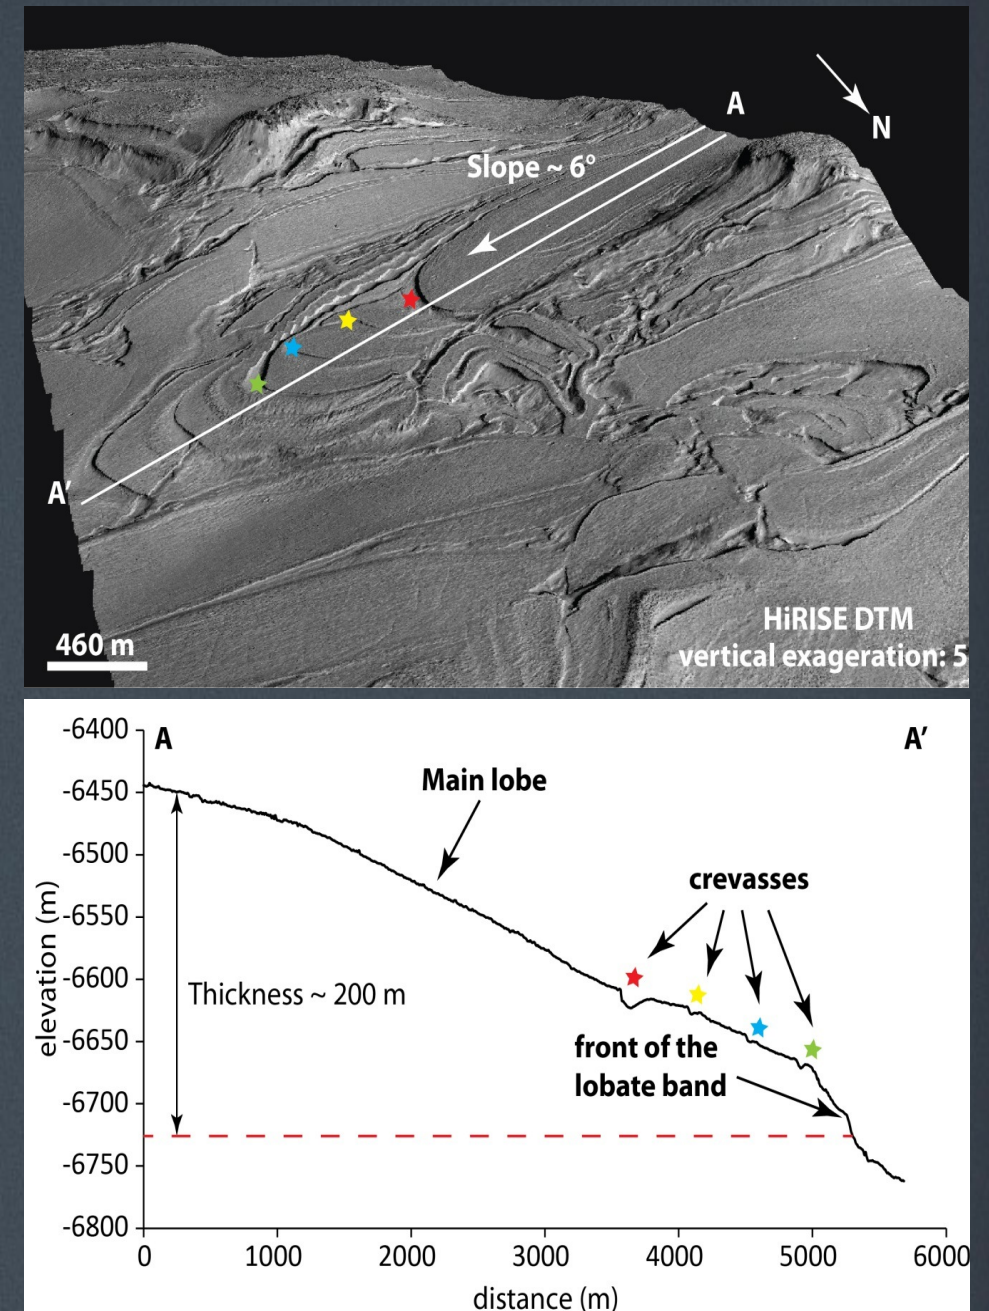 A
N
Slope ~ 6°
A'
460 m
HiRISE DTM
vertical exageration: 5
A
A'
-6400
-6450
-6500
-6550
-6600
-6650
-6700
-6750
-6800
elevation (m)
Main lobe
crevasses
Thickness ~ 200 m
front of the
lobate band
0
1000
2000
3000
4000
5000
6000
distance (m)